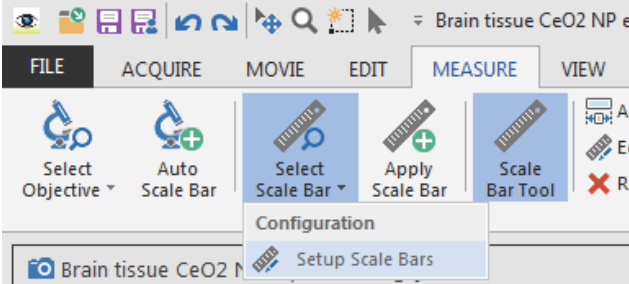 Brain tissue CeO2 NP e
FILE ACQUIRE MOVIE EDIT MEASURE VIEW
Select Objective
Auto Scale Bar
Select Scale Bar
Apply Scale Bar
Scale Bar Tool
A
E
R
Configuration
Setup Scale Bars
Brain tissue CeO2 N